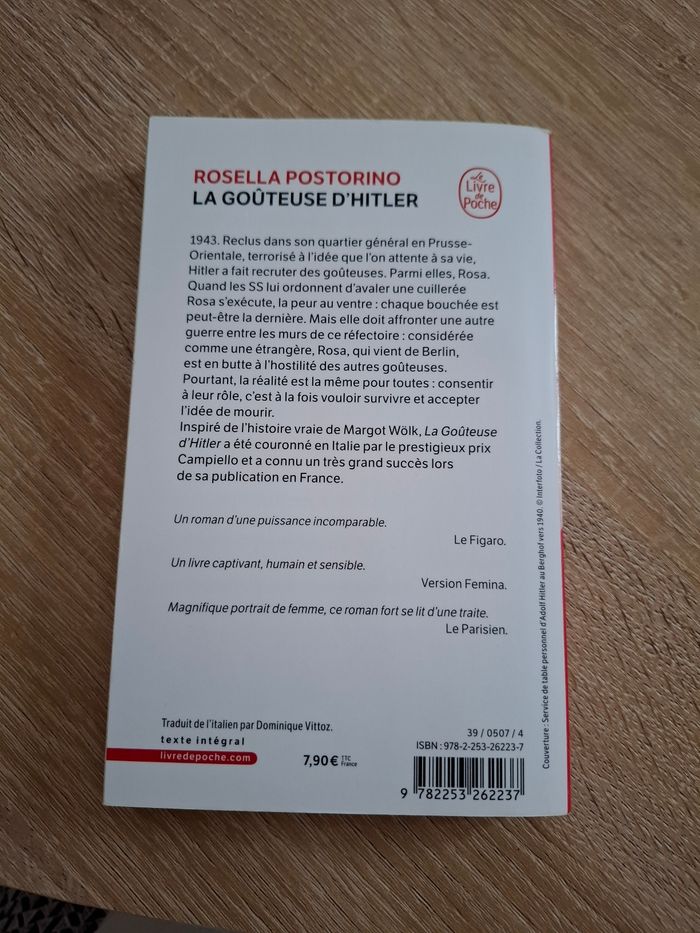 ROSELLA POSTORINO
LA GOÛTEUSE D'HITLER
Le
Livre
de
Poche
1943. Reclus dans son quartier général en Prusse-
Orientale, terrorisé à l'idée que l'on attente à sa vie,
Hitler a fait recruter des goûteuses. Parmi elles, Rosa.
Quand les SS lui ordonnent d'avaler une cuillerée
Rosa s'exécute, la peur au ventre : chaque bouchée est
peut-être la dernière. Mais elle doit affronter une autre
guerre entre les murs de ce réfectoire : considérée
comme une étrangère, Rosa, qui vient de Berlin,
est en butte à l'hostilité des autres goûteuses.
Pourtant, la réalité est la même pour toutes : consentir
à leur rôle, c'est à la fois vouloir survivre et accepter
l'idée de mourir.
Inspiré de l'histoire vraie de Margot Wölk, La Goûteuse
d'Hitler a été couronné en Italie par le prestigieux prix
Campiello et a connu un très grand succès lors
de sa publication en France.
Un roman d'une puissance incomparable.
Le Figaro.
Un livre captivant, humain et sensible.
Version Femina.
Magnifique portrait de femme, ce roman fort se lit d'une traite.
Le Parisien.
Traduit de l'italien par Dominique Vittoz.
texte intégral
livredepoche.com
7,90 € TTC
France
39 / 0507 / 4
ISBN : 978-2-253-26223-7
9 782253 262237
Couverture : Service de table personnel d'Adolf Hitler au Berghof vers 1940. © Interfoto / La Collection.